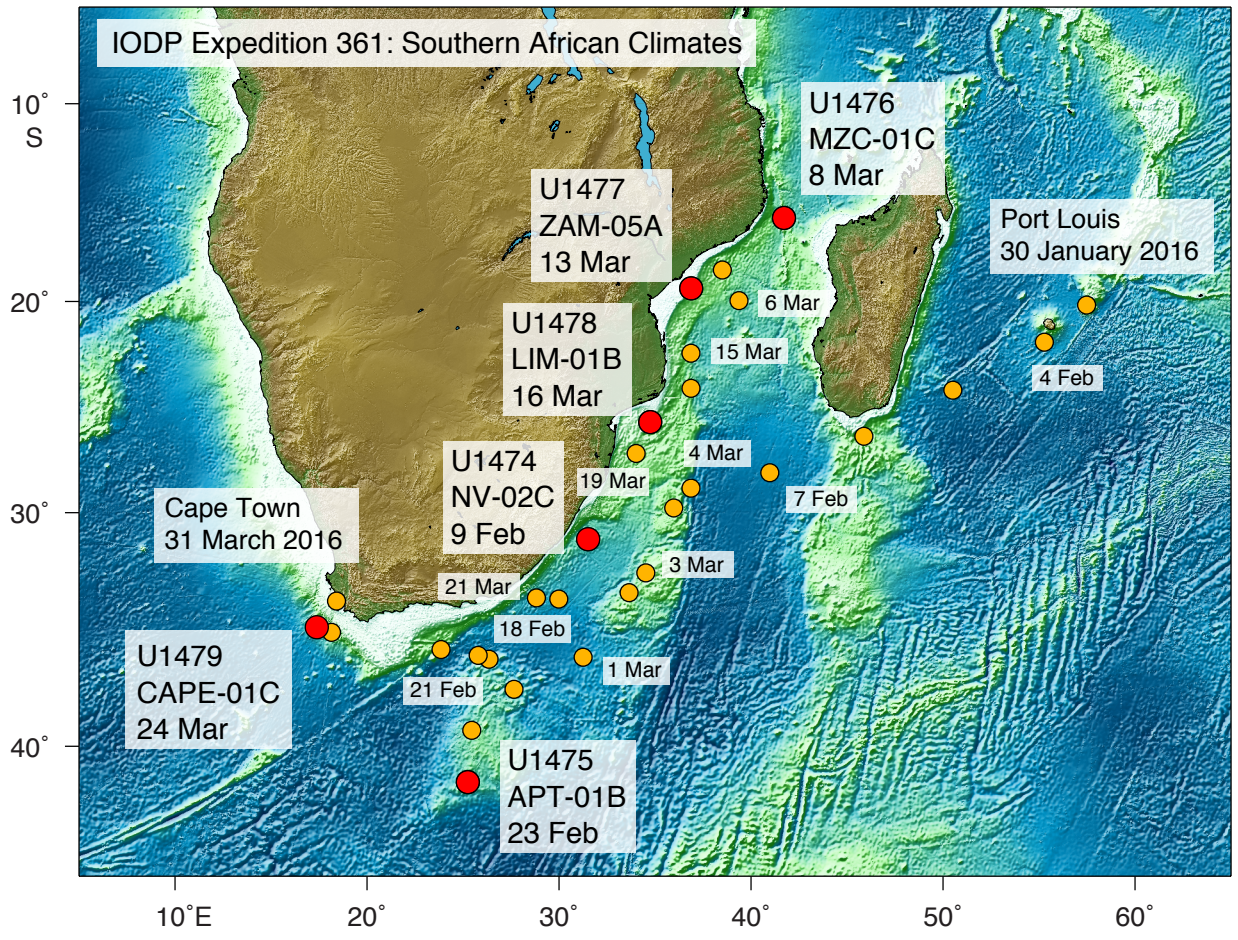 IODP Expedition 361: Southern African Climates
10˚
S
U1476
MZC-01C
8 Mar
U1477
ZAM-05A
13 Mar
Port Louis
30 January 2016
20˚
6 Mar
U1478
LIM-01B
16 Mar
15 Mar
4 Feb
U1474
NV-02C
9 Feb
4 Mar
19 Mar
7 Feb
Cape Town
31 March 2016
30˚
3 Mar
21 Mar
18 Feb
U1479
CAPE-01C
24 Mar
1 Mar
21 Feb
40˚
U1475
APT-01B
23 Feb
10˚E
20˚
30˚
40˚
50˚
60˚